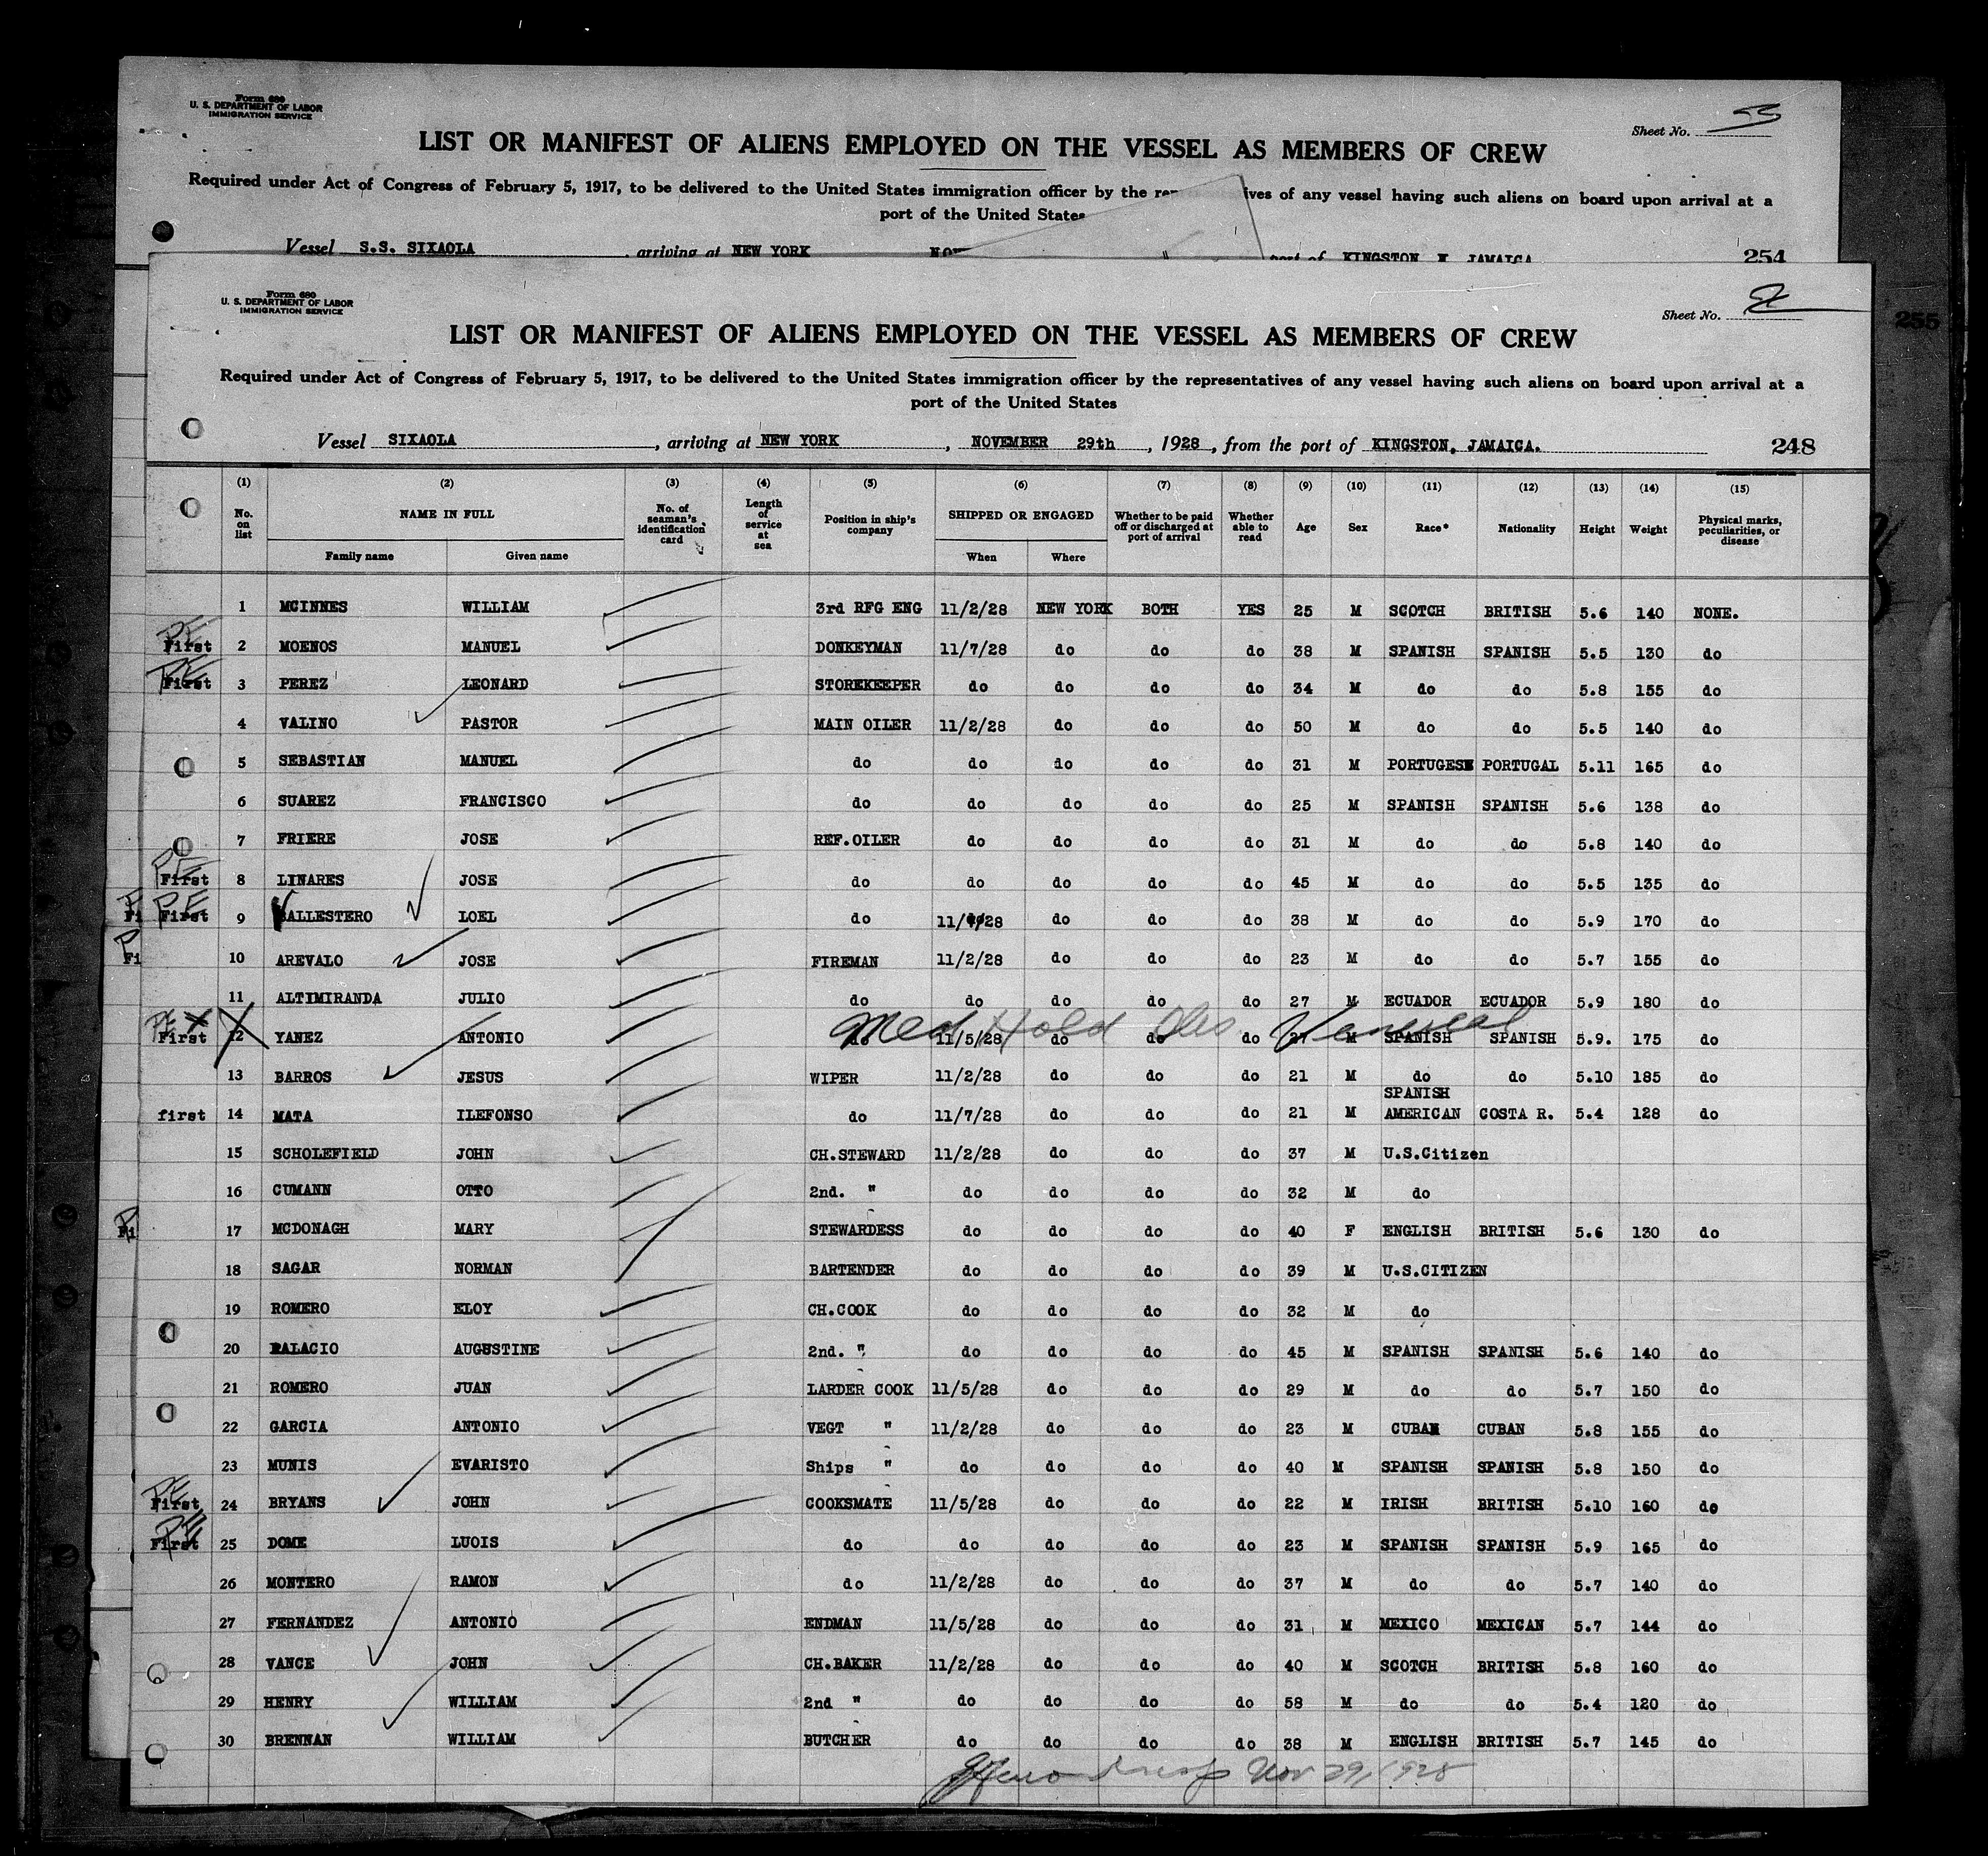 Form 680
U. S. DEPARTMENT OF LABOR
IMMIGRATION SERVICE
Sheet No. 53
LIST OR MANIFEST OF ALIENS EMPLOYED ON THE VESSEL AS MEMBERS OF CREW
Required under Act of Congress of February 5, 1917, to be delivered to the United States immigration officer by the ives of any vessel having such aliens on board upon arrival at a
port of the United States
Vessel S.S. SIXAOLA , arriving at NEW YORK port of KINGSTON JAMAICA 254
Form 680
U. S. DEPARTMENT OF LABOR
IMMIGRATION SERVICE
Sheet No.
255
LIST OR MANIFEST OF ALIENS EMPLOYED ON THE VESSEL AS MEMBERS OF CREW
Required under Act of Congress of February 5, 1917, to be delivered to the United States immigration officer by the representatives of any vessel having such aliens on board upon arrival at a
port of the United States
Vessel SIXAOLA , arriving at NEW YORK , NOVEMBER 29th , 1928 , from the port of KINGSTON, JAMAICA. 248
(1) (2) (3) (4) (5) (6) (7) (8) (9) (10) (11) (12) (13) (14) (15)
No. on list NAME IN FULL No. of seaman's identification card Length of service at sea Position in ship's company SHIPPED OR ENGAGED Whether to be paid off or discharged at port of arrival Whether able to read Age Sex Race* Nationality Height Weight Physical marks, peculiarities, or disease
Family name Given name When Where
1 MCINNES WILLIAM 3rd RFG ENG 11/2/28 NEW YORK BOTH YES 25 M SCOTCH BRITISH 5.6 140 NONE.
PE First 2 MOENOS MANUEL DONKEYMAN 11/7/28 do do do 38 M SPANISH SPANISH 5.5 130 do
PE First 3 PEREZ LEONARD STOREKEEPER do do do do 34 M do do 5.8 155 do
4 VALINO PASTOR MAIN OILER 11/2/28 do do do 50 M do do 5.5 140 do
5 SEBASTIAN MANUEL do do do do do 31 M PORTUGESE PORTUGAL 5.11 165 do
6 SUAREZ FRANCISCO do do do do do 25 M SPANISH SPANISH 5.6 138 do
7 FRIERE JOSE REF.OILER do do do do 31 M do do 5.8 140 do
PE First 8 LINARES JOSE do do do do do 45 M do do 5.5 135 do
Fi PE First 9 VALLESTERO LOEL do 11/ /28 do do do 38 M do do 5.9 170 do
Fi 10 AREVALO JOSE FIREMAN 11/2/28 do do do 23 M do do 5.7 155 do
11 ALTIMIRANDA JULIO do do do do do 27 M ECUADOR ECUADOR 5.9 180 do
Med Hold Venereal
PE X First 12 YANEZ ANTONIO do 11/5/28 do do do 27 M SPANISH SPANISH 5.9. 175 do
13 BARROS JESUS WIPER 11/2/28 do do do 21 M do do 5.10 185 do
first 14 MATA ILEFONSO do 11/7/28 do do do 21 M SPANISH AMERICAN COSTA R. 5.4 128 do
15 SCHOLEFIELD JOHN CH.STEWARD 11/2/28 do do do 37 M U.S.Citizen
16 CUMANN OTTO 2nd. " do do do do 32 M do
Fi 17 MCDONAGH MARY STEWARDESS do do do do 40 F ENGLISH BRITISH 5.6 130 do
18 SAGAR NORMAN BARTENDER do do do do 39 M U.S.CITIZEN
19 ROMERO ELOY CH.COOK do do do do 32 M do
20 PALACIO AUGUSTINE 2nd. " do do do do 45 M SPANISH SPANISH 5.6 140 do
21 ROMERO JUAN LARDER COOK 11/5/28 do do do 29 M do do 5.7 150 do
22 GARCIA ANTONIO VEGT " 11/2/28 do do do 23 M CUBAN CUBAN 5.8 155 do
23 MUNIS EVARISTO Ships " do do do do 40 M SPANISH SPANISH 5.8 150 do
PE First 24 BRYANS JOHN COOKSMATE 11/5/28 do do do 22 M IRISH BRITISH 5.10 160 do
PE First 25 DOME LUOIS do do do do do 23 M SPANISH SPANISH 5.9 165 do
26 MONTERO RAMON do 11/2/28 do do do 37 M do do 5.7 140 do
27 FERNANDEZ ANTONIO ENDMAN 11/5/28 do do do 31 M MEXICO MEXICAN 5.7 144 do
28 VANCE JOHN CH.BAKER 11/2/28 do do do 40 M SCOTCH BRITISH 5.8 160 do
29 HENRY WILLIAM 2nd " do do do do 58 M do do 5.4 120 do
30 BRENNAN WILLIAM BUTCHER do do do do 38 M ENGLISH BRITISH 5.7 145 do
Nov 29, 1928